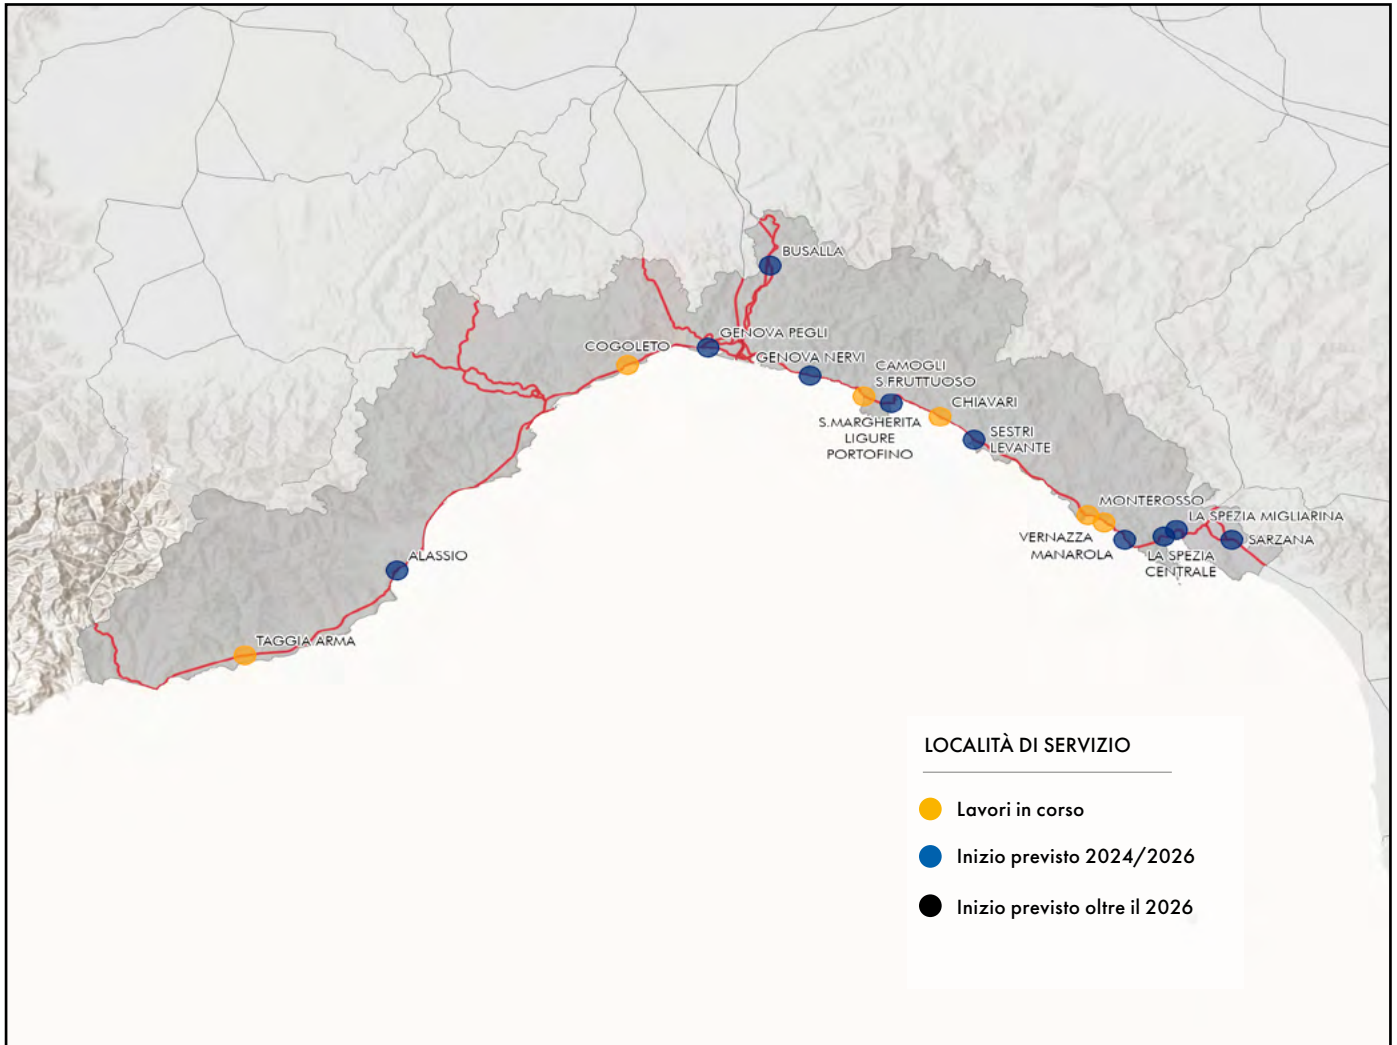 BUSALLA
GENOVA PEGLI
COGOLETO
GENOVA NERVI
CAMOGLI
S.FRUTTUOSO
CHIAVARI
S.MARGHERITA
LIGURE
PORTOFINO
SESTRI
LEVANTE
MONTEROSSO
LA SPEZIA MIGLIARINA
VERNAZZA
SARZANA
MANAROLA
LA SPEZIA
CENTRALE
ALASSIO
TAGGIA ARMA
LOCALITÀ DI SERVIZIO
Lavori in corso
Inizio previsto 2024/2026
Inizio previsto oltre il 2026